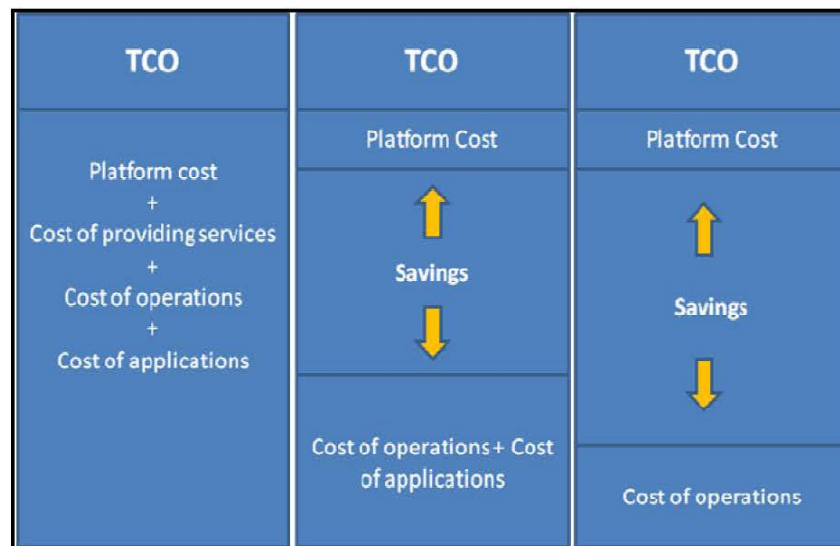 TCO
Platform cost
+
Cost of providing services
+
Cost of operations
+
Cost of applications
TCO
Platform Cost
Savings
Cost of operations + Cost
of applications
TCO
Platform Cost
Savings
Cost of operations